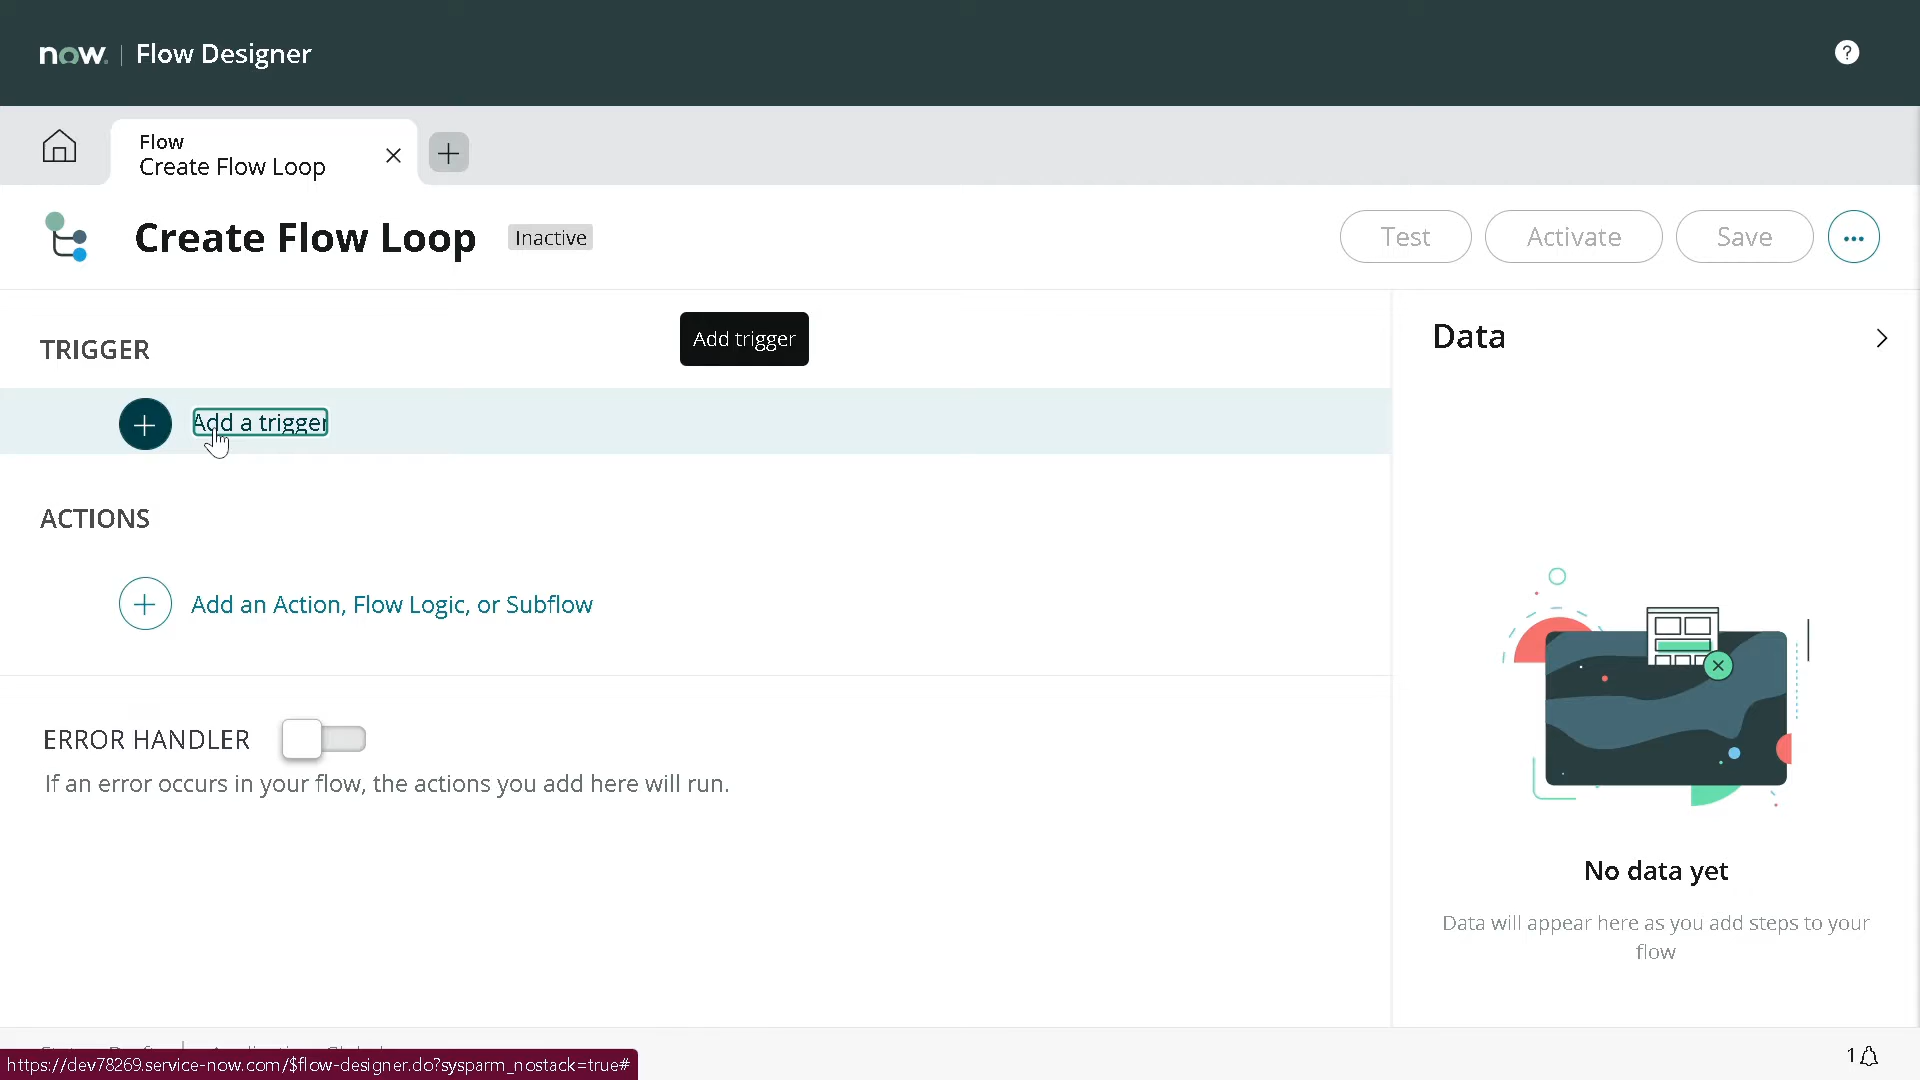 now. | Flow Designer
?
Flow
Create Flow Loop
Create Flow Loop
Inactive
Test
Activate
Save
TRIGGER
Add trigger
Data
Add a trigger
ACTIONS
Add an Action, Flow Logic, or Subflow
ERROR HANDLER
If an error occurs in your flow, the actions you add here will run.
No data yet
Data will appear here as you add steps to your
flow
https://dev78269.service-now.com/$flow-designer.do?sysparm_nostack=true#
1